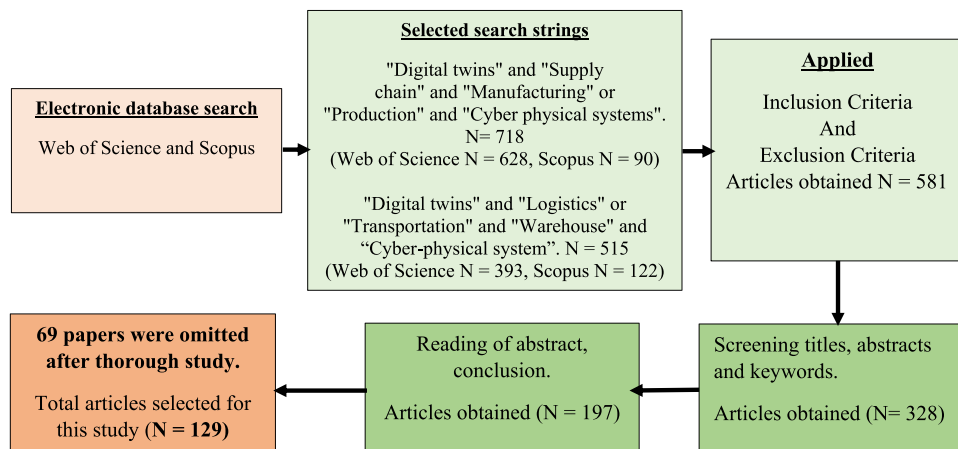 Electronic database search
Web of Science and Scopus
Selected search strings
"Digital twins" and "Supply
chain" and "Manufacturing" or
"Production" and "Cyber physical systems".
N= 718
(Web of Science N = 628, Scopus N = 90)
"Digital twins" and "Logistics" or
"Transportation" and "Warehouse" and
“Cyber-physical system”. N = 515
(Web of Science N = 393, Scopus N = 122)
Applied
Inclusion Criteria
And
Exclusion Criteria
Articles obtained N = 581
Screening titles, abstracts
and keywords.
Articles obtained (N= 328)
Reading of abstract,
conclusion.
Articles obtained (N = 197)
69 papers were omitted
after thorough study.
Total articles selected for
this study (N = 129)